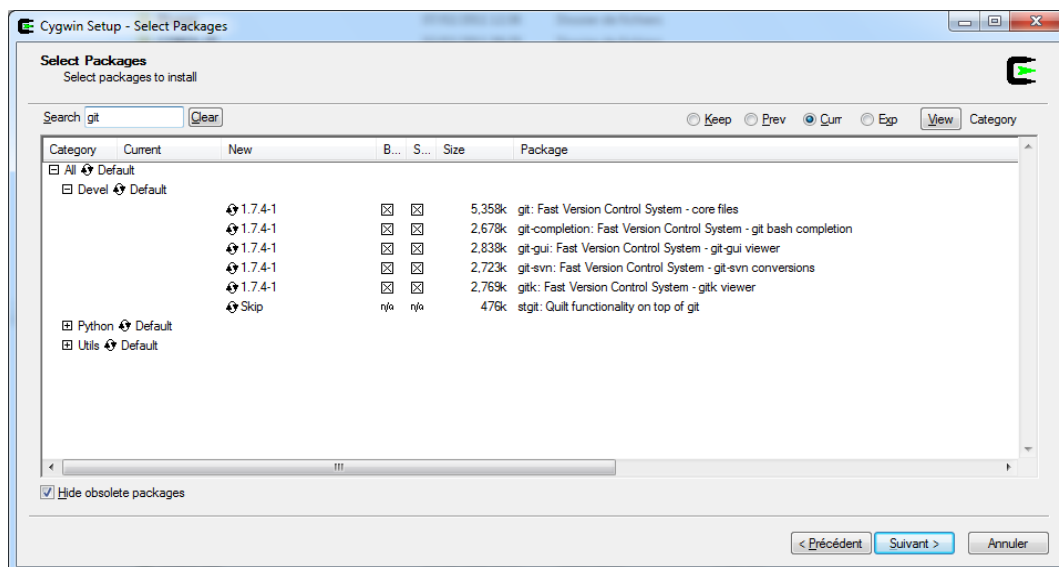 Cygwin Setup - Select Packages
Select Packages
Select packages to install
Search git Clear Keep Prev Curr Exp View Category
Category Current New B... S... Size Package
All Default
Devel Default
1.7.4-1 5,358k git: Fast Version Control System - core files
1.7.4-1 2,678k git-completion: Fast Version Control System - git bash completion
1.7.4-1 2,838k git-gui: Fast Version Control System - git-gui viewer
1.7.4-1 2,723k git-svn: Fast Version Control System - git-svn conversions
1.7.4-1 2,769k gitk: Fast Version Control System - gitk viewer
Skip n/a n/a 476k stgit: Quilt functionality on top of git
Python Default
Utils Default
Hide obsolete packages
< Précédent Suivant > Annuler